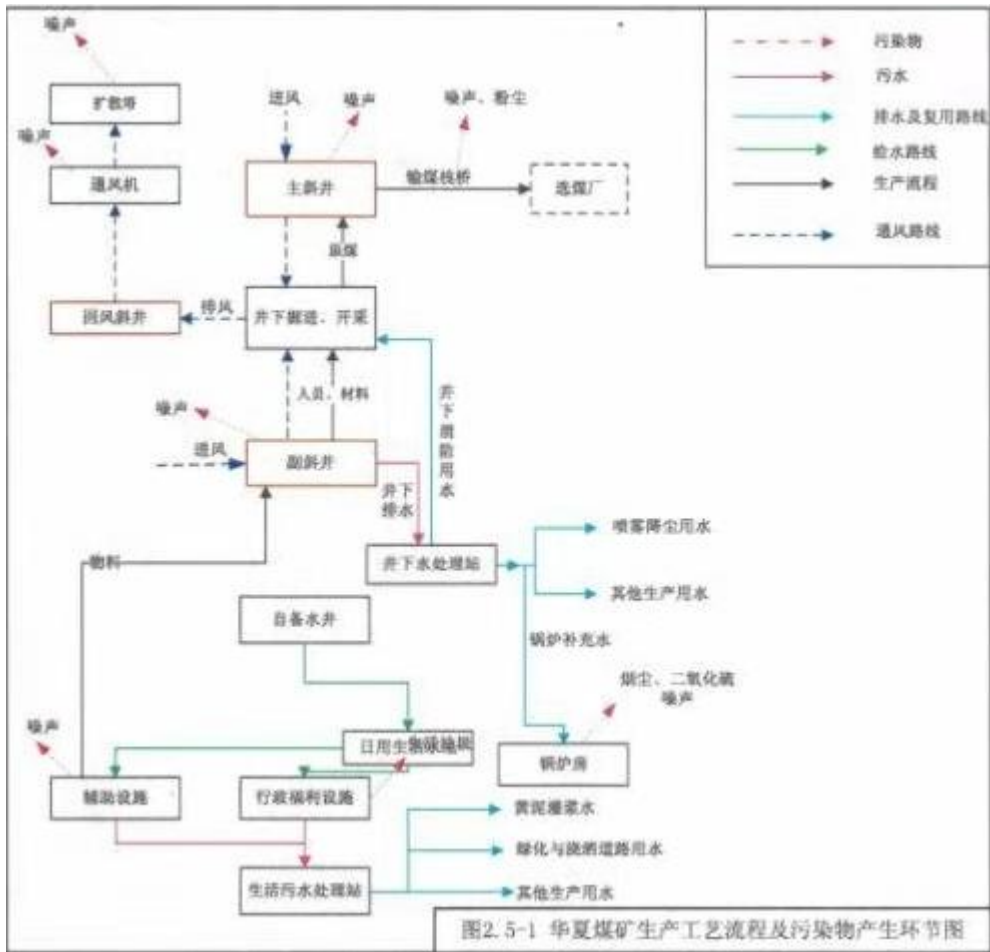 噪声
扩散塔
噪声
通风机
回风斜井
排风
进风
噪声
噪声、粉尘
主斜井
输煤栈桥
选煤厂
原煤
井下掘进、开采
人员、材料
噪声
进风
副斜井
井下排水
井下消防用水
井下水处理站
喷雾降尘用水
其他生产用水
锅炉补充水
烟尘、二氧化硫
噪声
锅炉房
物料
自备水井
日用生活
噪声
辅助设施
行政福利设施
生活污水处理站
黄泥灌浆水
绿化与浇洒道路用水
其他生产用水
污染物
污水
排水及复用路线
给水路线
生产流程
通风路线
图2.5-1 华夏煤矿生产工艺流程及污染物产生环节图